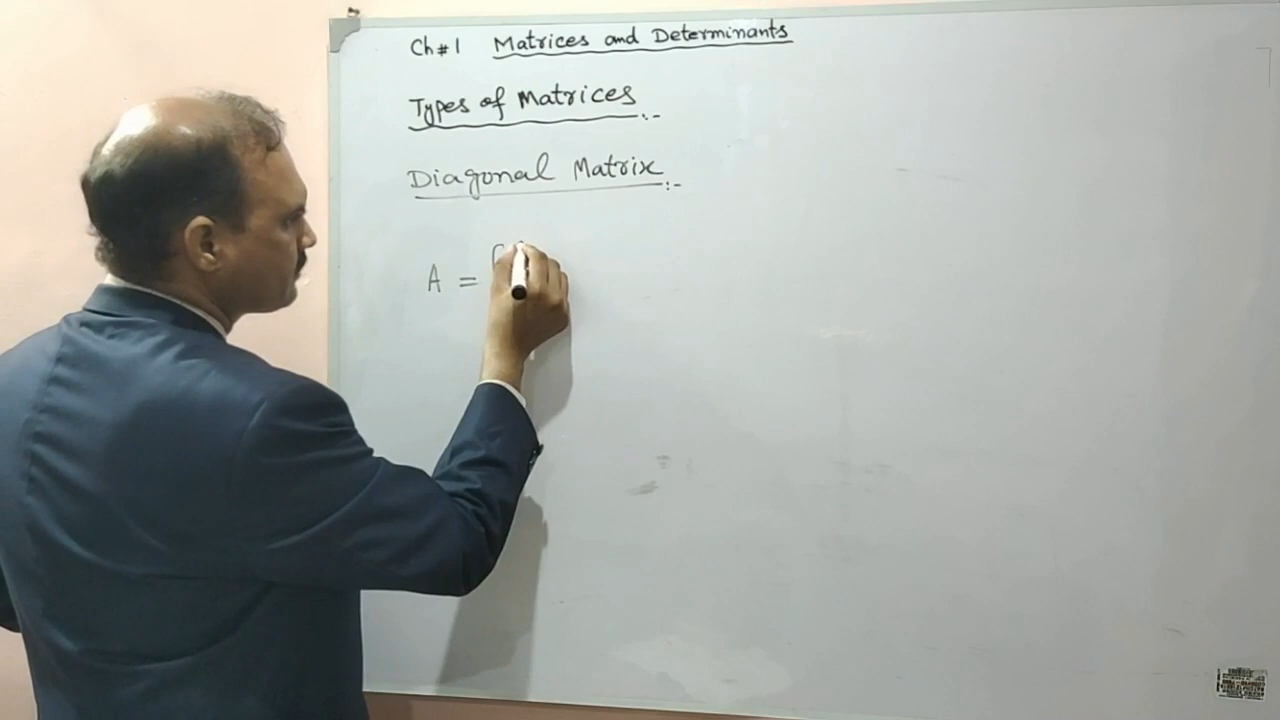 Ch#1 Matrices and Determinants
Types of Matrices :-
Diagonal Matrix :-
A = [